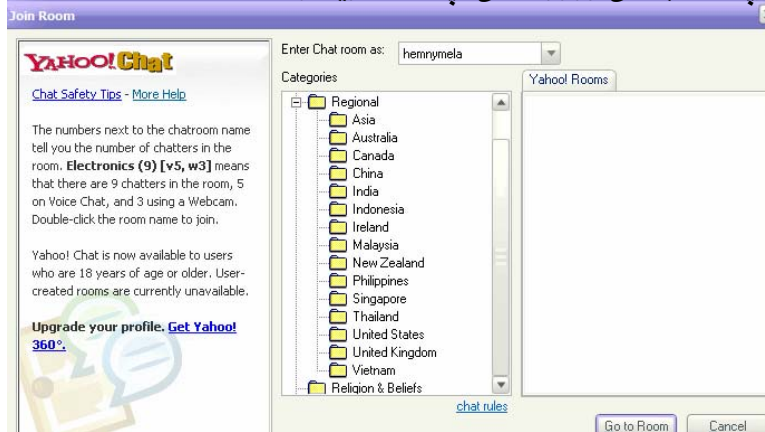 Join Room
YAHOO! Chat
Chat Safety Tips - More Help
The numbers next to the chatroom name
tell you the number of chatters in the
room. Electronics (9) [v5, w3] means
that there are 9 chatters in the room, 5
on Voice Chat, and 3 using a Webcam.
Double-click the room name to join.
Yahoo! Chat is now available to users
who are 18 years of age or older. User-
created rooms are currently unavailable.
Upgrade your profile. Get Yahoo!
360°.
Enter Chat room as: hemnymela
Categories
Regional
Asia
Australia
Canada
China
India
Indonesia
Ireland
Malaysia
New Zealand
Philippines
Singapore
Thailand
United States
United Kingdom
Vietnam
Religion & Beliefs
chat rules
Yahoo! Rooms
Go to Room
Cancel